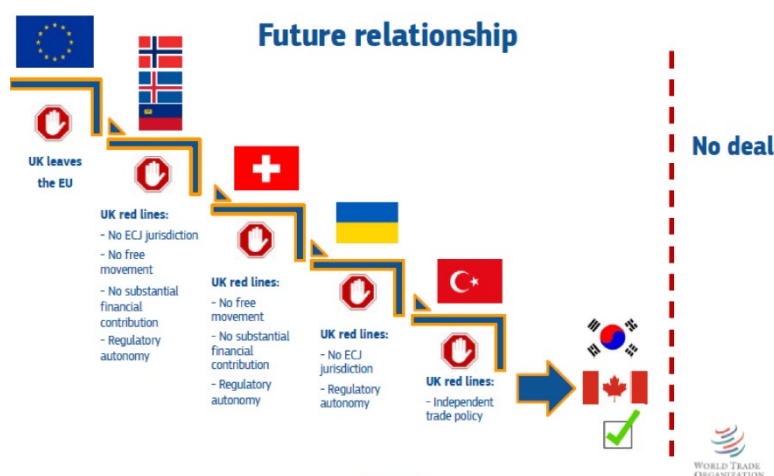 Future relationship
No deal
UK leaves
the EU
UK red lines:
- No ECJ jurisdiction
- No free
movement
- No substantial
financial
contribution
- Regulatory
autonomy
UK red lines:
- No free
movement
- No substantial
financial
contribution
- Regulatory
autonomy
UK red lines:
- No ECJ
jurisdiction
- Regulatory
autonomy
UK red lines:
- Independent
trade policy
WORLD TRADE
ORGANIZATION